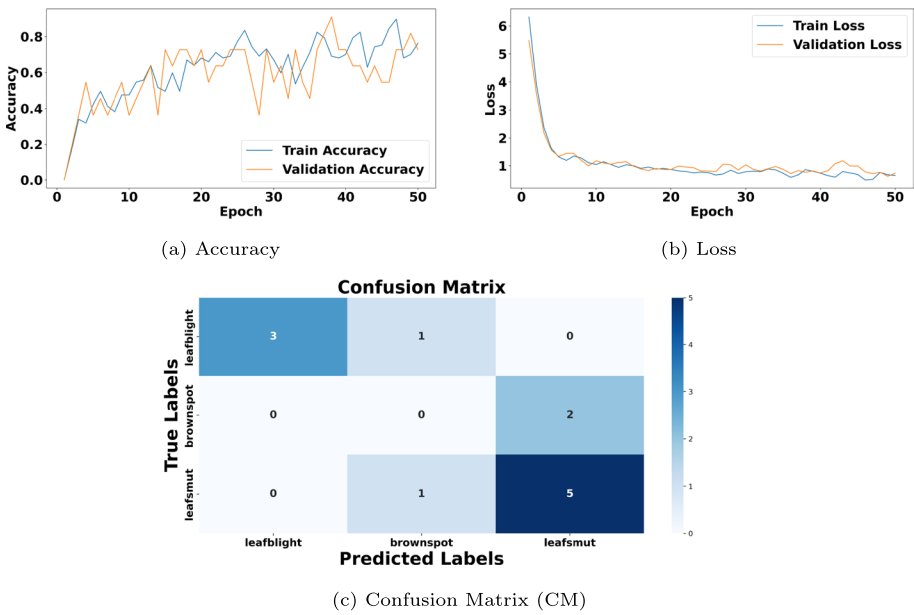 Accuracy
0.8
0.6
0.4
0.2
0.0
Train Accuracy
Validation Accuracy
0 10 20 30 40 50
Epoch
(a) Accuracy
Loss
6
5
4
3
2
1
Train Loss
Validation Loss
0 10 20 30 40 50
Epoch
(b) Loss
Confusion Matrix
True Labels
leafblight
3 1 0
brownspot
0 0 2
leafsmut
0 1 5
leafblight brownspot leafsmut
Predicted Labels
5
4
3
2
1
0
(c) Confusion Matrix (CM)